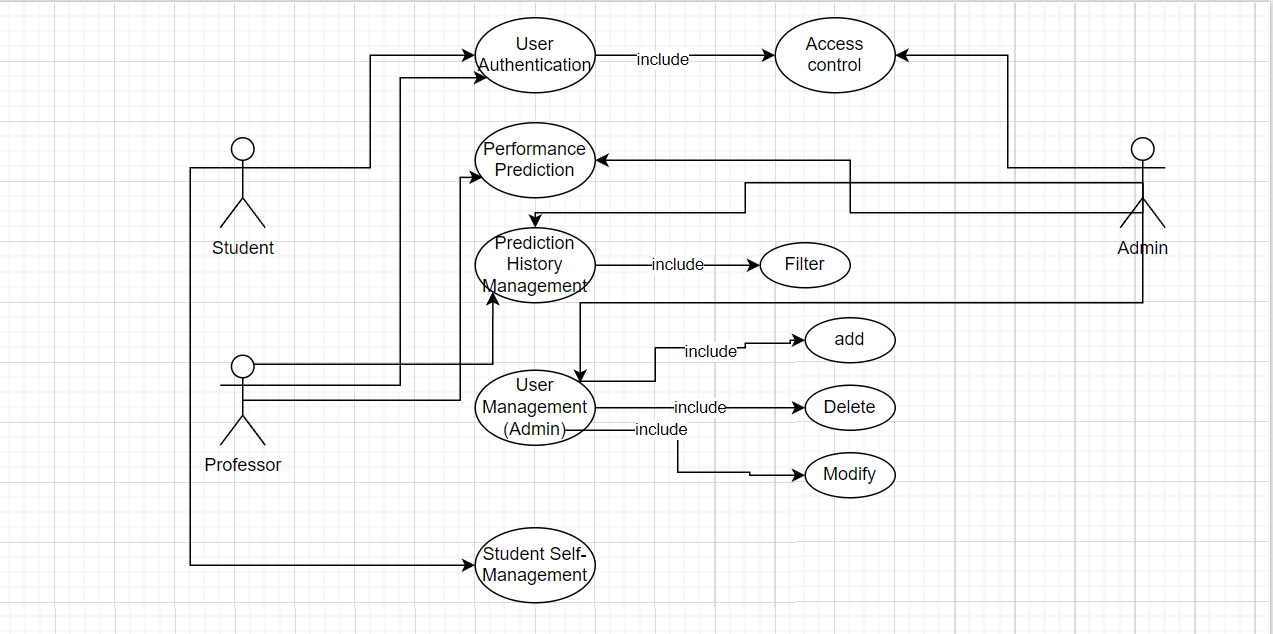 User
Authentication
include
Access
control
Performance
Prediction
Student
Admin
Prediction
History
Management
include
Filter
add
include
User
Management
(Admin)
include
Delete
include
Professor
Modify
Student Self-
Management